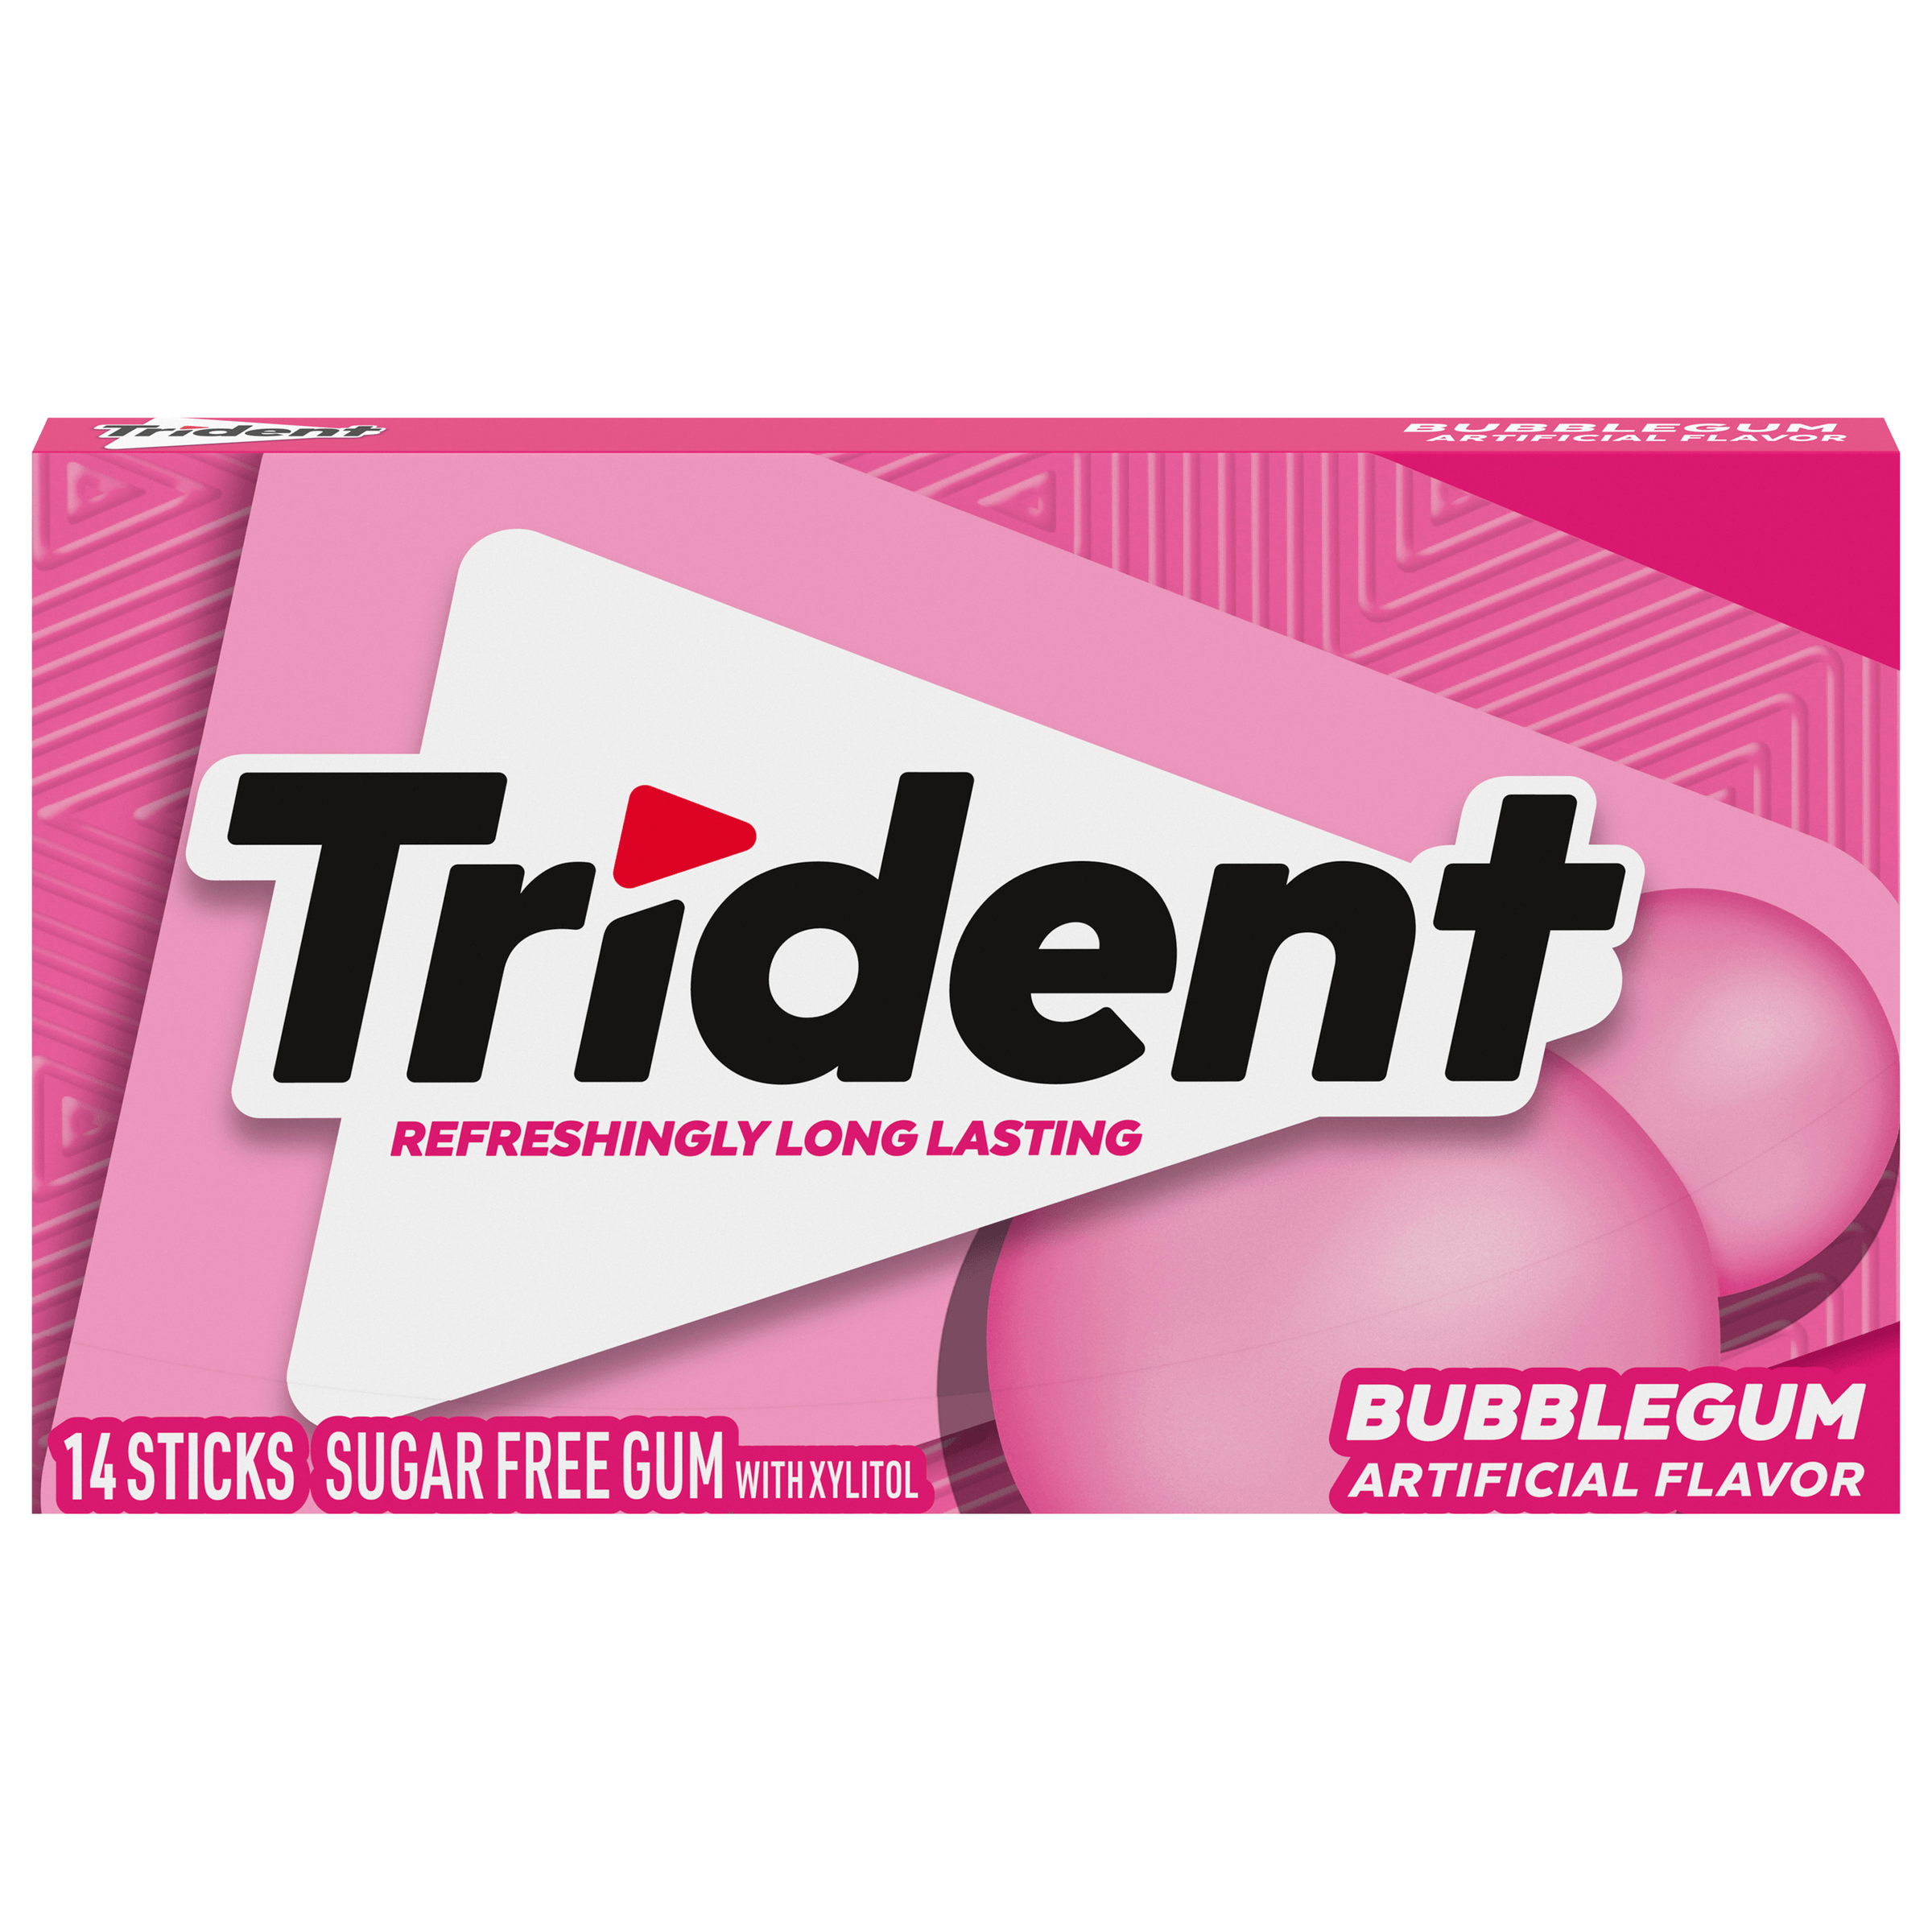 Trident
BUBBLEGUM
ARTIFICIAL FLAVOR
Trident
REFRESHINGLY LONG LASTING
14 STICKS SUGAR FREE GUM WITH XYLITOL
BUBBLEGUM
ARTIFICIAL FLAVOR